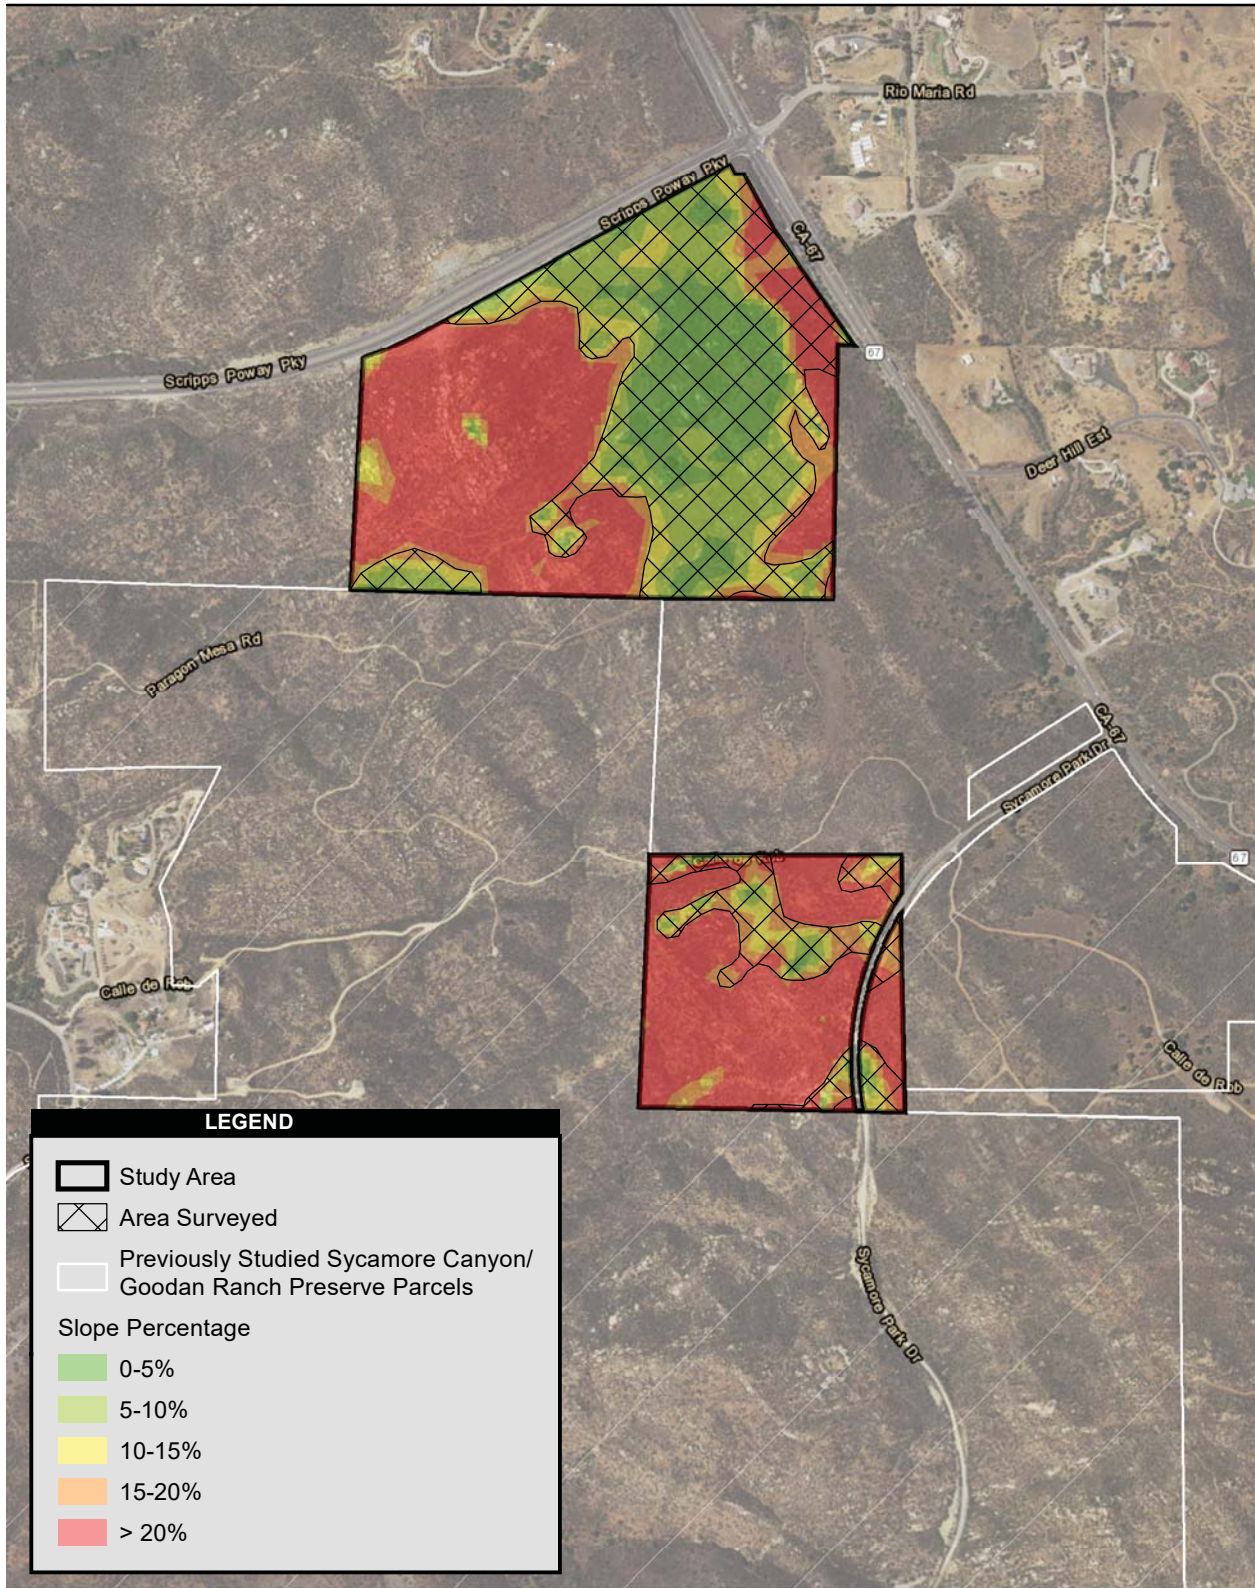 Rio Maria Rd
Scripps Poway Pky
CA-67
67
Scripps Poway Pky
Deer Hill Est
Paragon Mesa Rd
CA-67
Sycamore Park Dr
67
Calle de Rob
Calle de Rob
Sycamore Park Dr
LEGEND
Study Area
Area Surveyed
Previously Studied Sycamore Canyon/
Goodan Ranch Preserve Parcels
Slope Percentage
0-5%
5-10%
10-15%
15-20%
> 20%